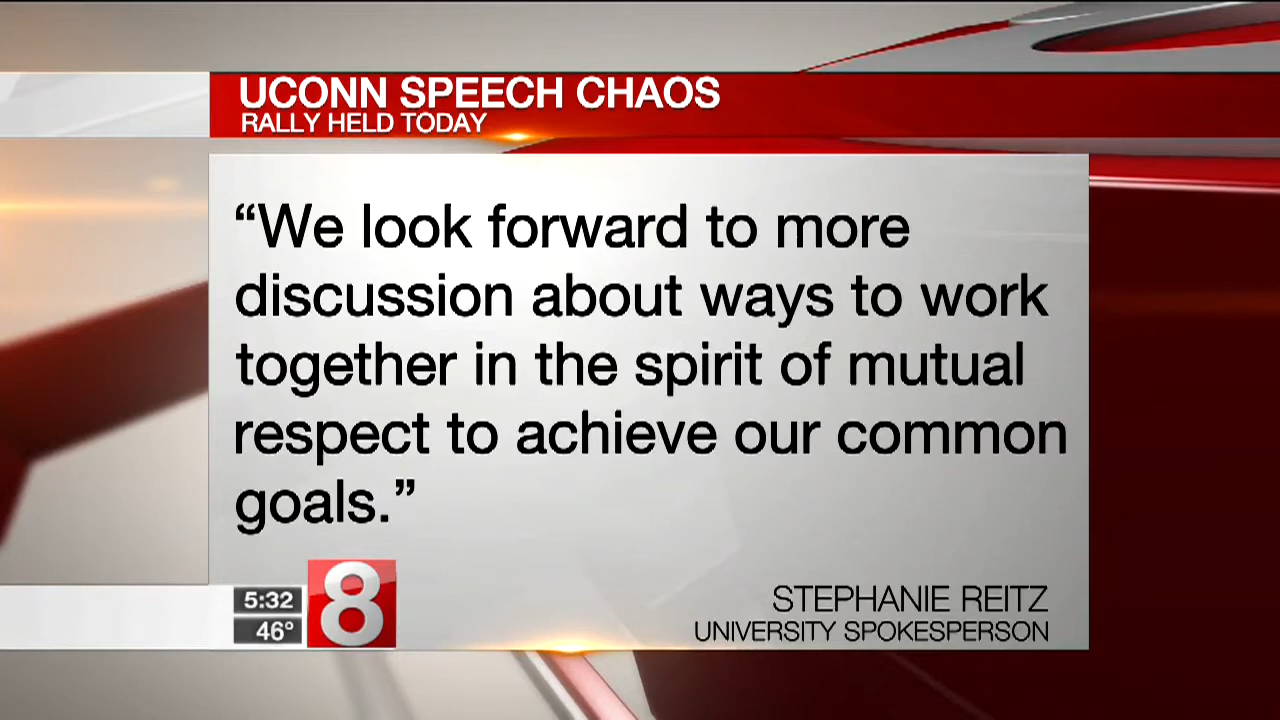 UCONN SPEECH CHAOS
RALLY HELD TODAY
“We look forward to more
discussion about ways to work
together in the spirit of mutual
respect to achieve our common
goals.”
STEPHANIE REITZ
UNIVERSITY SPOKESPERSON
5:32
46°
8